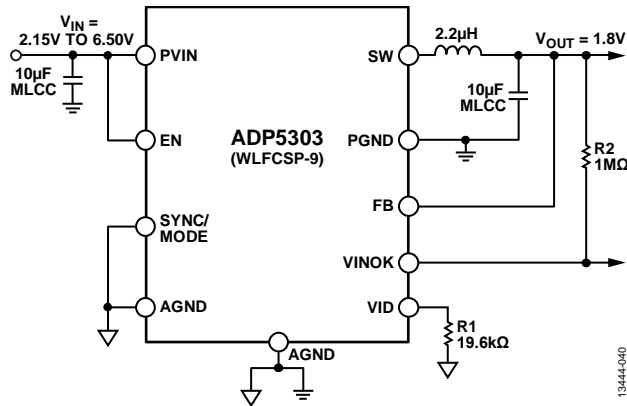 VIN =
2.15V TO 6.50V
10µF
MLCC
PVIN
EN
SYNC/
MODE
AGND
ADP5303
(WLFCSP-9)
AGND
SW
PGND
FB
VINOK
VID
2.2µH
VOUT = 1.8V
10µF
MLCC
R2
1MΩ
R1
19.6kΩ
13444-040